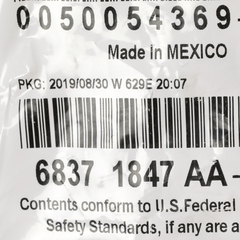 0050054369-
Made in MEXICO
PKG: 2019/08/30 W 629E 20:07
6837 1847 AA-
Contents conform to U.S.Federal
Safety Standards, if any are a